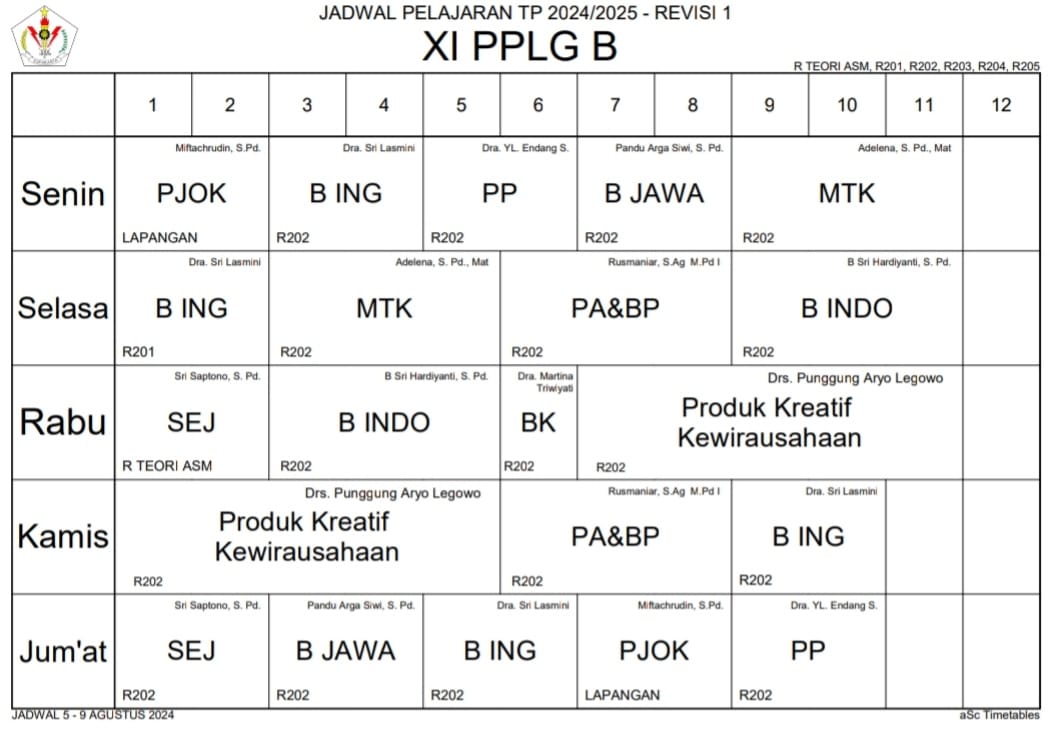 JADWAL PELAJARAN TP 2024/2025 - REVISI 1
XI PPLG B
R TEORI ASM, R201, R202, R203, R204, R205
1 2 3 4 5 6 7 8 9 10 11 12
Senin
Miftachrudin, S.Pd.
PJOK
LAPANGAN
Dra. Sri Lasmini
B ING
R202
Dra. YL. Endang S.
PP
R202
Pandu Arga Siwi, S. Pd.
B JAWA
R202
Adelena, S. Pd., Mat
MTK
R202
Selasa
Dra. Sri Lasmini
B ING
R201
Adelena, S. Pd., Mat
MTK
R202
Rusmaniar, S.Ag M.Pd I
PA&BP
R202
B Sri Hardiyanti, S. Pd.
B INDO
R202
Rabu
Sri Saptono, S. Pd.
SEJ
R TEORI ASM
B Sri Hardiyanti, S. Pd.
B INDO
R202
Dra. Martina
Triwiyati
BK
R202
Drs. Punggung Aryo Legowo
Produk Kreatif
Kewirausahaan
R202
Kamis
Drs. Punggung Aryo Legowo
Produk Kreatif
Kewirausahaan
R202
Rusmaniar, S.Ag M.Pd I
PA&BP
R202
Dra. Sri Lasmini
B ING
R202
Jum'at
Sri Saptono, S. Pd.
SEJ
R202
Pandu Arga Siwi, S. Pd.
B JAWA
R202
Dra. Sri Lasmini
B ING
R202
Miftachrudin, S.Pd.
PJOK
LAPANGAN
Dra. YL. Endang S.
PP
R202
JADWAL 5 - 9 AGUSTUS 2024
aSc Timetables